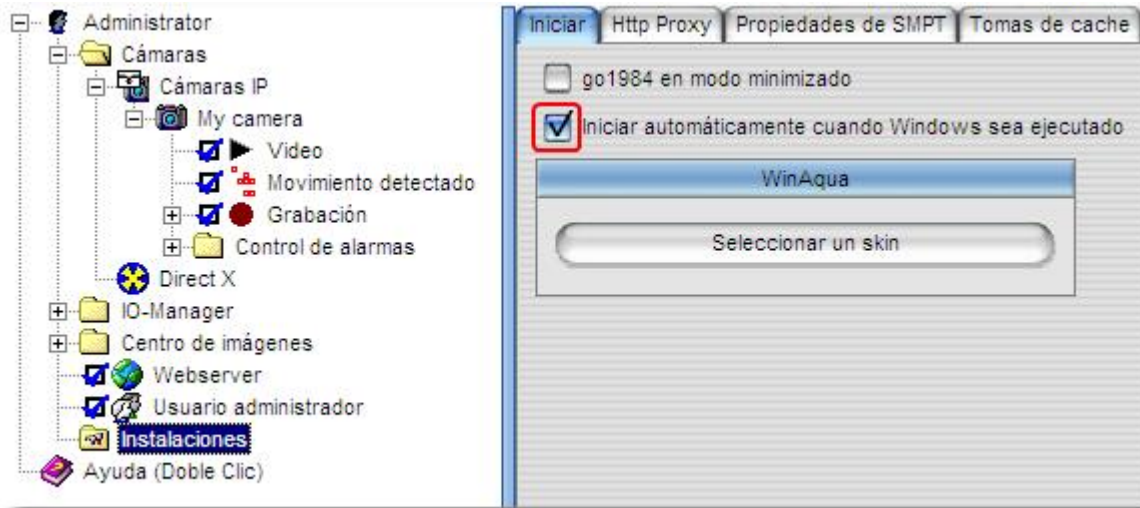 Administrator
Cámaras
Cámaras IP
My camera
Video
Movimiento detectado
Grabación
Control de alarmas
Direct X
IO-Manager
Centro de imágenes
Webserver
Usuario administrador
Instalaciones
Ayuda (Doble Clic)
Iniciar Http Proxy Propiedades de SMPT Tomas de cache
go1984 en modo minimizado
Iniciar automáticamente cuando Windows sea ejecutado
WinAqua
Seleccionar un skin